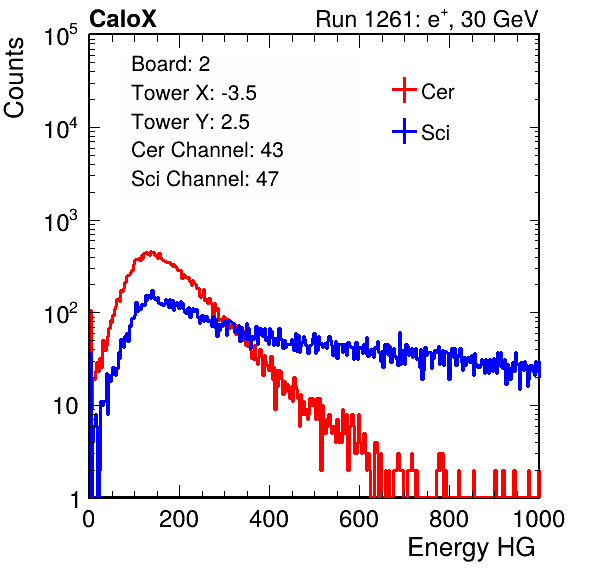 CaloX Run 1261: e⁺, 30 GeV
Counts
10⁵
10⁴
10³
10²
10
1
Board: 2
Tower X: -3.5
Tower Y: 2.5
Cer Channel: 43
Sci Channel: 47
Cer
Sci
0 200 400 600 800 1000
Energy HG